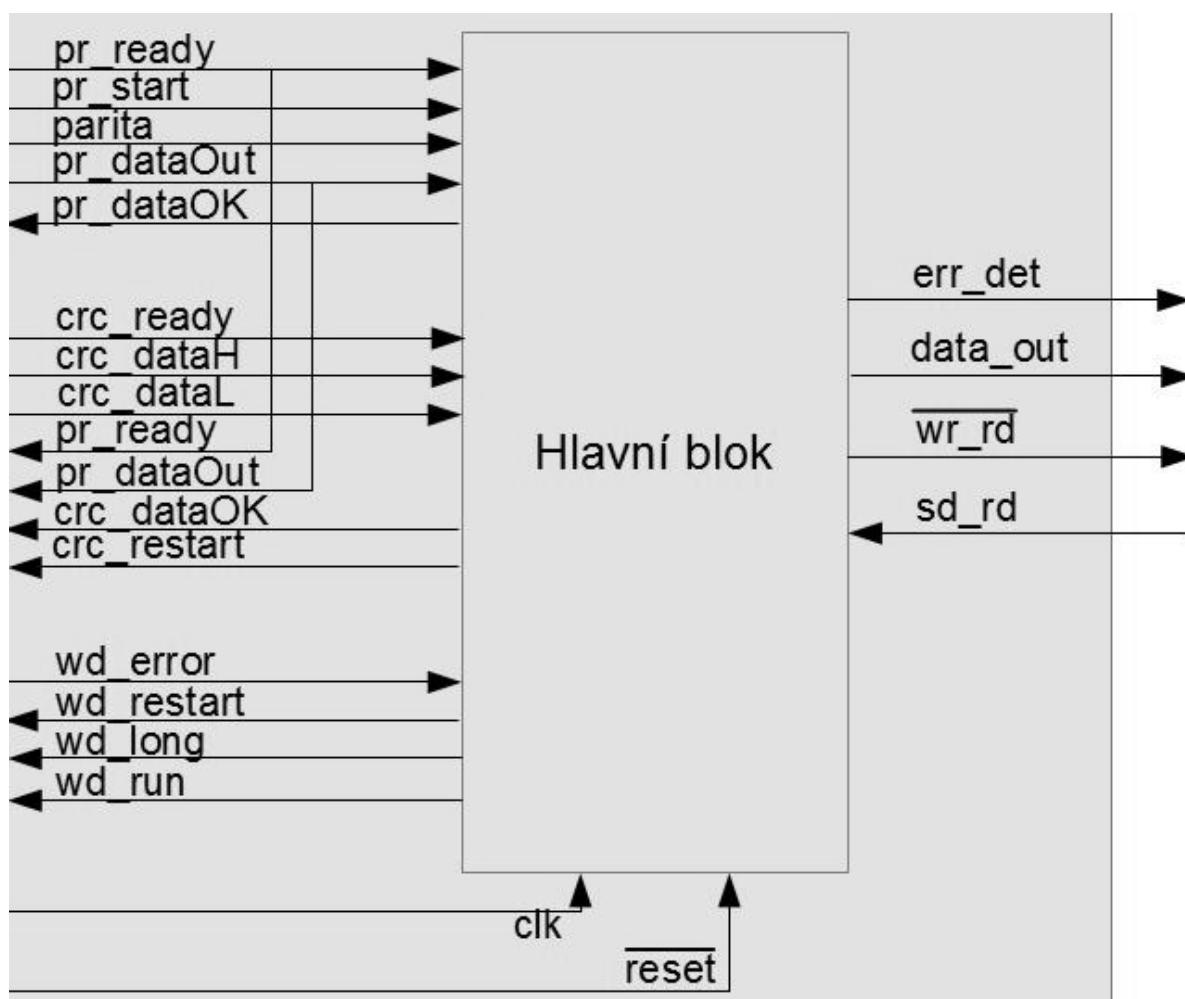 pr_ready
pr_start
parita
pr_dataOut
pr_dataOK
crc_ready
crc_dataH
crc_dataL
pr_ready
pr_dataOut
crc_dataOK
crc_restart
wd_error
wd_restart
wd_long
wd_run
Hlavní blok
err_det
data_out
wr_rd
sd_rd
clk
reset